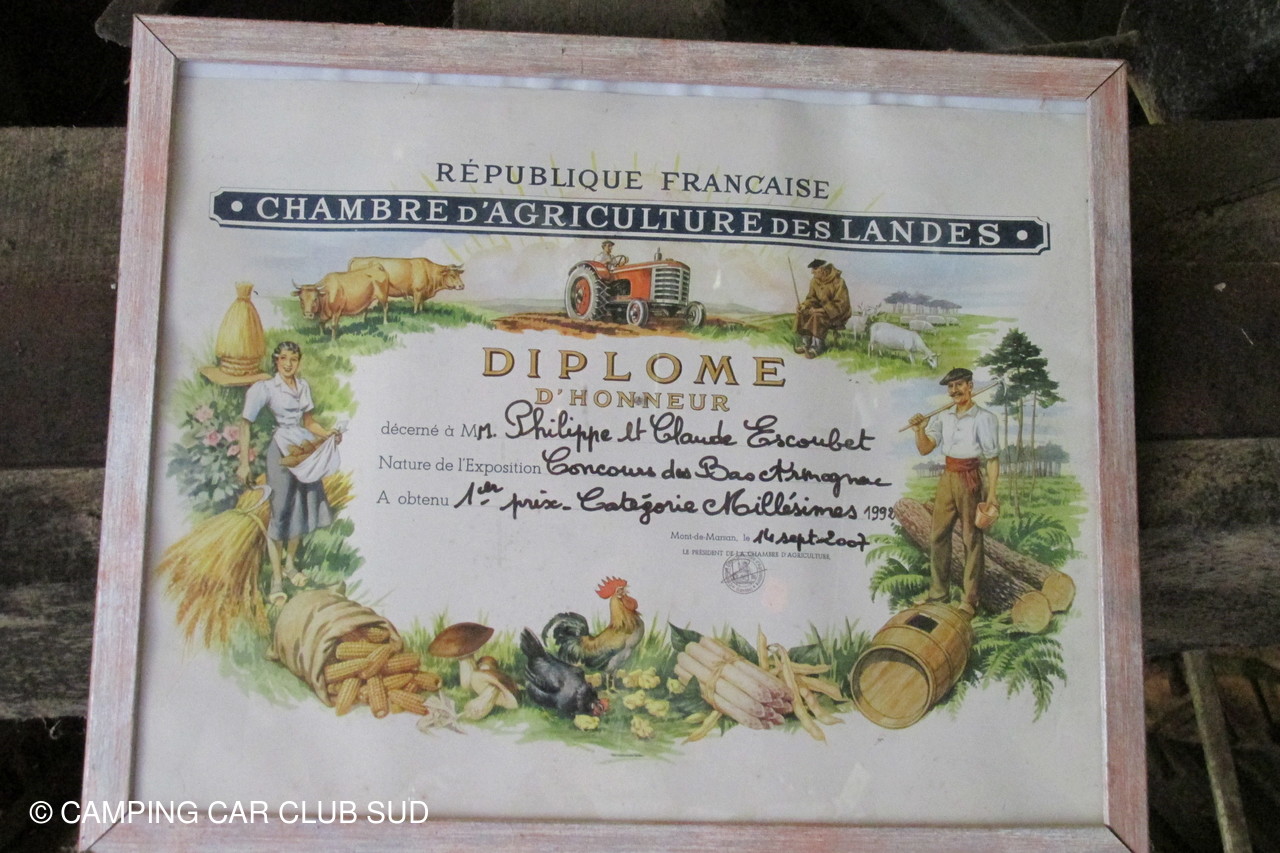 RÉPUBLIQUE FRANÇAISE
• CHAMBRE D'AGRICULTURE DES LANDES •
DIPLOME
D'HONNEUR
décerné à MM. Philippe et Claude Escoubet
Nature de l'Exposition Concours des Bas Armagnac
A obtenu 1er prix - Catégorie Millésimes 1992
Mont-de-Marsan, le 14 sept 2007
LE PRÉSIDENT DE LA CHAMBRE D'AGRICULTURE,
© CAMPING CAR CLUB SUD